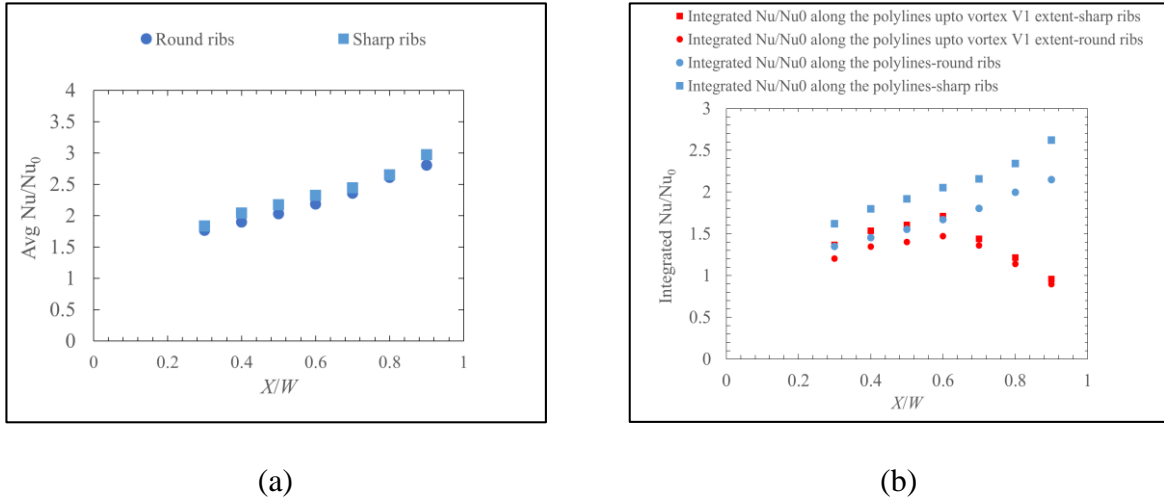 Round ribs
Sharp ribs
4
3.5
3
2.5
2
1.5
1
0.5
0
Avg Nu/Nu₀
0
0.2
0.4
0.6
0.8
1
X/W
(a)
Integrated Nu/Nu0 along the polylines upto vortex V1 extent-sharp ribs
Integrated Nu/Nu0 along the polylines upto vortex V1 extent-round ribs
Integrated Nu/Nu0 along the polylines-round ribs
Integrated Nu/Nu0 along the polylines-sharp ribs
3
2.5
2
1.5
1
0.5
0
Integrated Nu/Nu₀
0
0.2
0.4
0.6
0.8
1
X/W
(b)